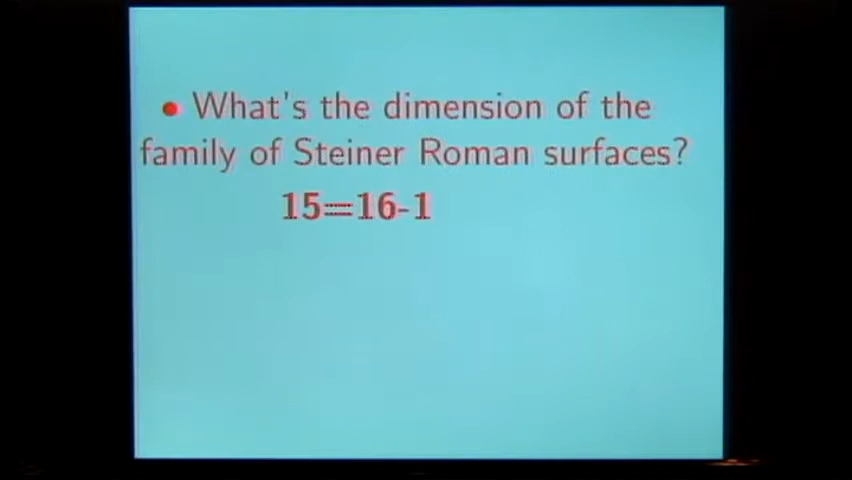 • What's the dimension of the
family of Steiner Roman surfaces?
15=16-1